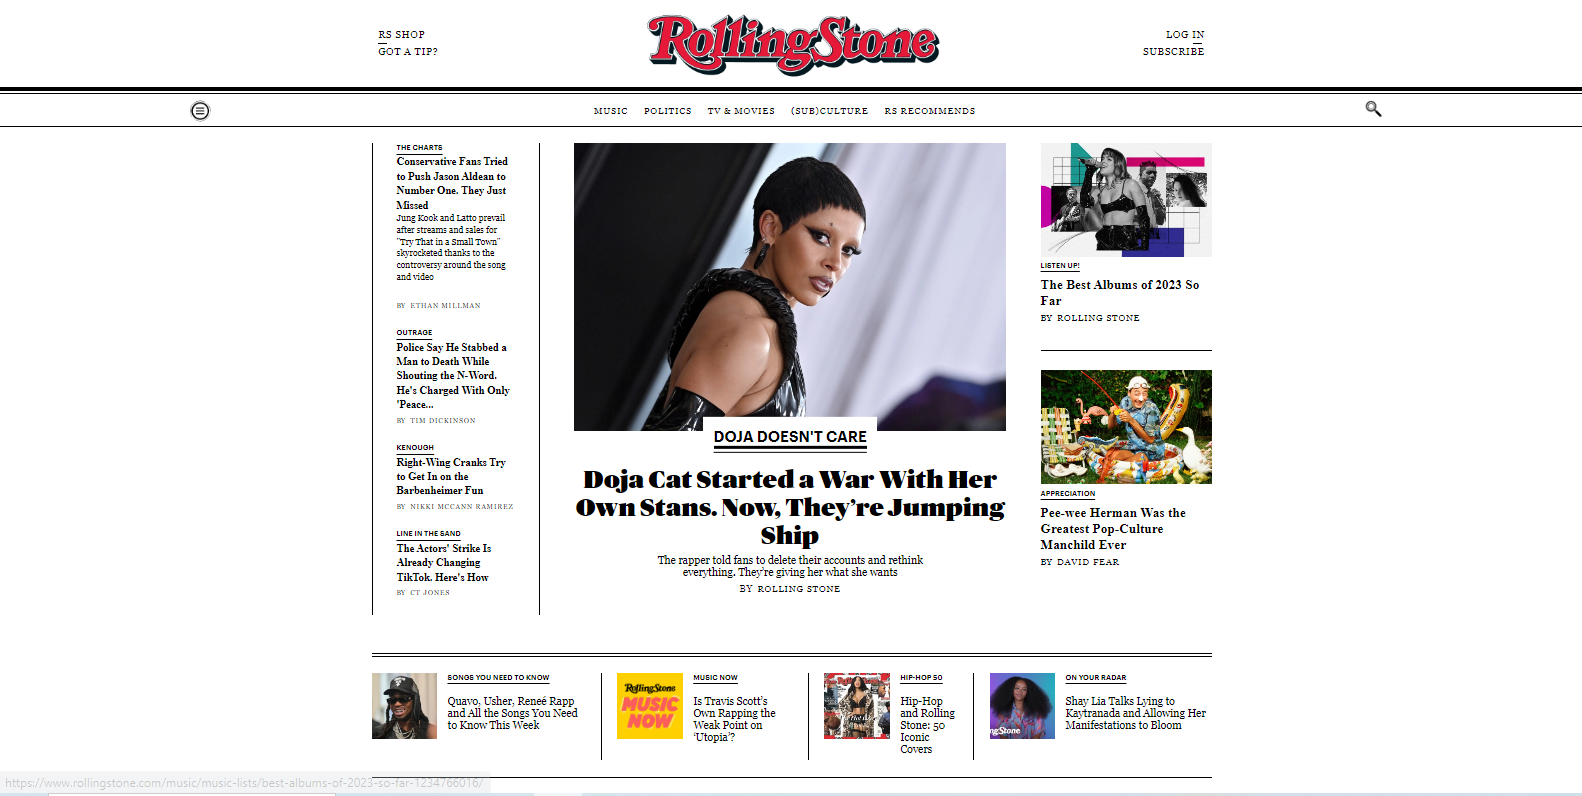 RS SHOP
GOT A TIP?
RollingStone
LOG IN
SUBSCRIBE
MUSIC POLITICS TV & MOVIES (SUB)CULTURE RS RECOMMENDS
THE CHARTS
Conservative Fans Tried
to Push Jason Aldean to
Number One. They Just
Missed
Jung Kook and Latto prevail
after streams and sales for
"Try That in a Small Town"
skyrocketed thanks to the
controversy around the song
and video
BY ETHAN MILLMAN
OUTRAGE
Police Say He Stabbed a
Man to Death While
Shouting the N-Word.
He's Charged With Only
'Peace...
BY TIM DICKINSON
KENOUGH
Right-Wing Cranks Try
to Get In on the
Barbenheimer Fun
BY NIKKI MCCANN RAMIREZ
LINE IN THE SAND
The Actors' Strike Is
Already Changing
TikTok. Here's How
BY CT JONES
DOJA DOESN'T CARE
Doja Cat Started a War With Her
Own Stans. Now, They’re Jumping
Ship
The rapper told fans to delete their accounts and rethink
everything. They’re giving her what she wants
BY ROLLING STONE
LISTEN UP!
The Best Albums of 2023 So
Far
BY ROLLING STONE
APPRECIATION
Pee-wee Herman Was the
Greatest Pop-Culture
Manchild Ever
BY DAVID FEAR
SONGS YOU NEED TO KNOW
Quavo, Usher, Reneé Rapp
and All the Songs You Need
to Know This Week
RollingStone
MUSIC
NOW
MUSIC NOW
Is Travis Scott’s
Own Rapping the
Weak Point on
‘Utopia’?
HIP-HOP 50
Hip-Hop
and Rolling
Stone: 50
Iconic
Covers
ngStone
ON YOUR RADAR
Shay Lia Talks Lying to
Kaytranada and Allowing Her
Manifestations to Bloom
https://www.rollingstone.com/music/music-lists/best-albums-of-2023-so-far-1234766016/